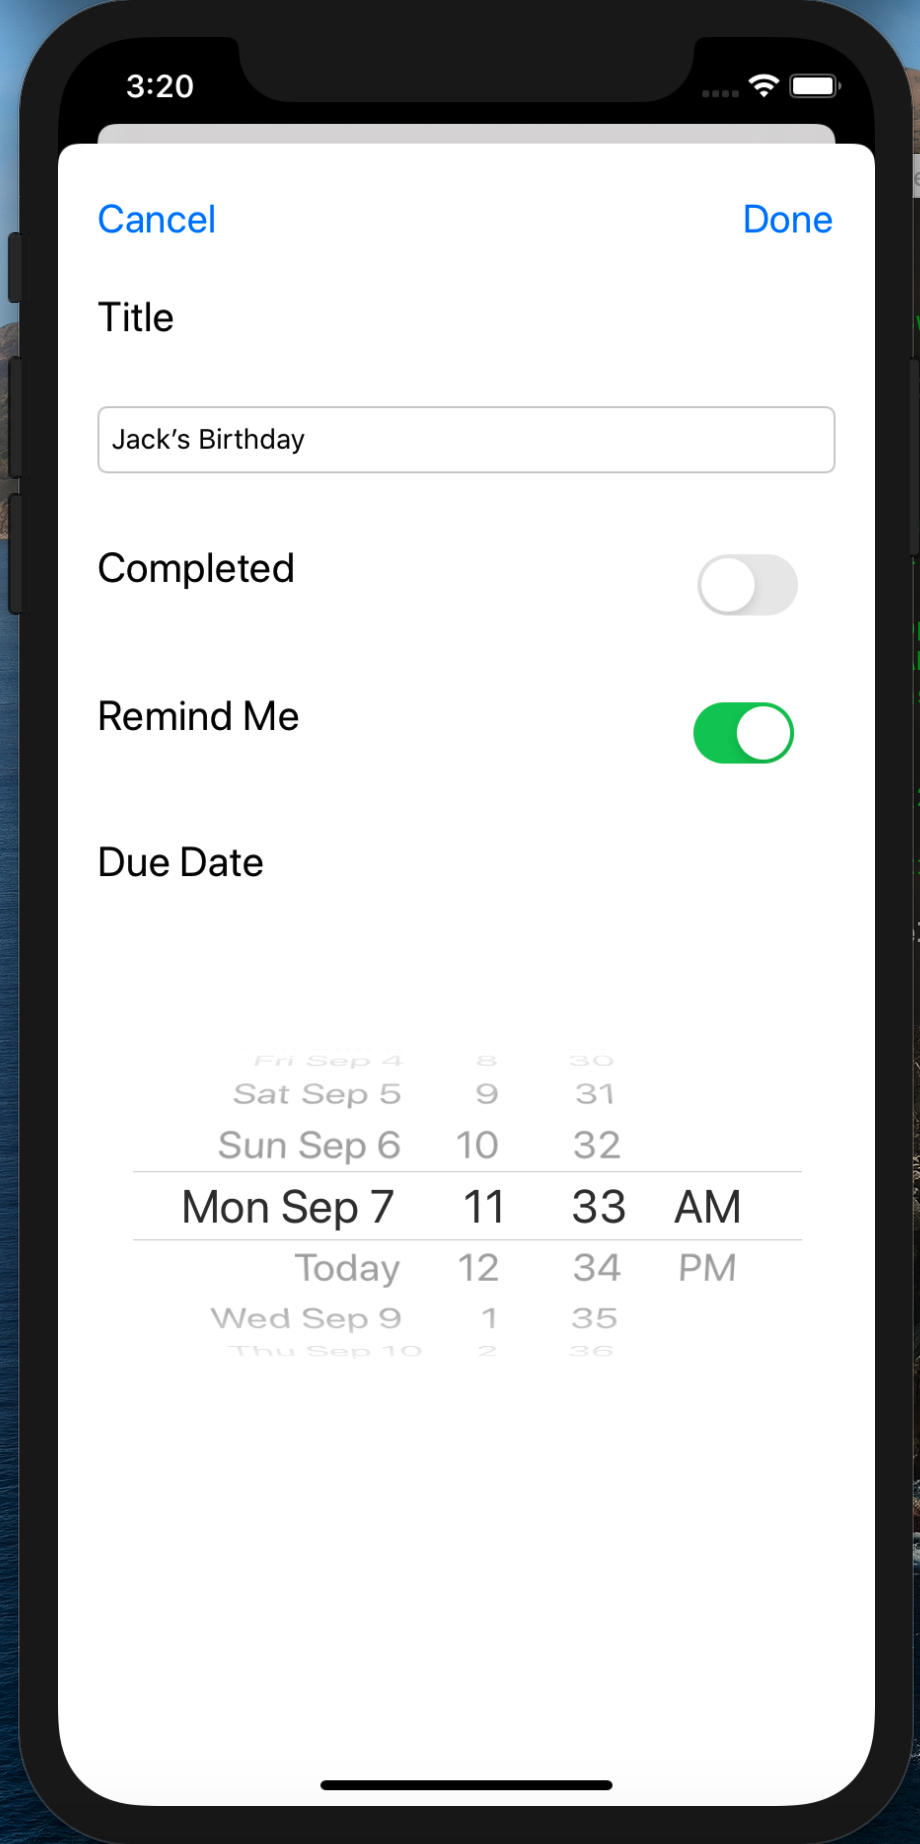 3:20
Cancel Done
Title
Jack’s Birthday
Completed
Remind Me
Due Date
Fri Sep 4 8 30
Sat Sep 5 9 31
Sun Sep 6 10 32
Mon Sep 7 11 33 AM
Today 12 34 PM
Wed Sep 9 1 35
Thu Sep 10 2 36